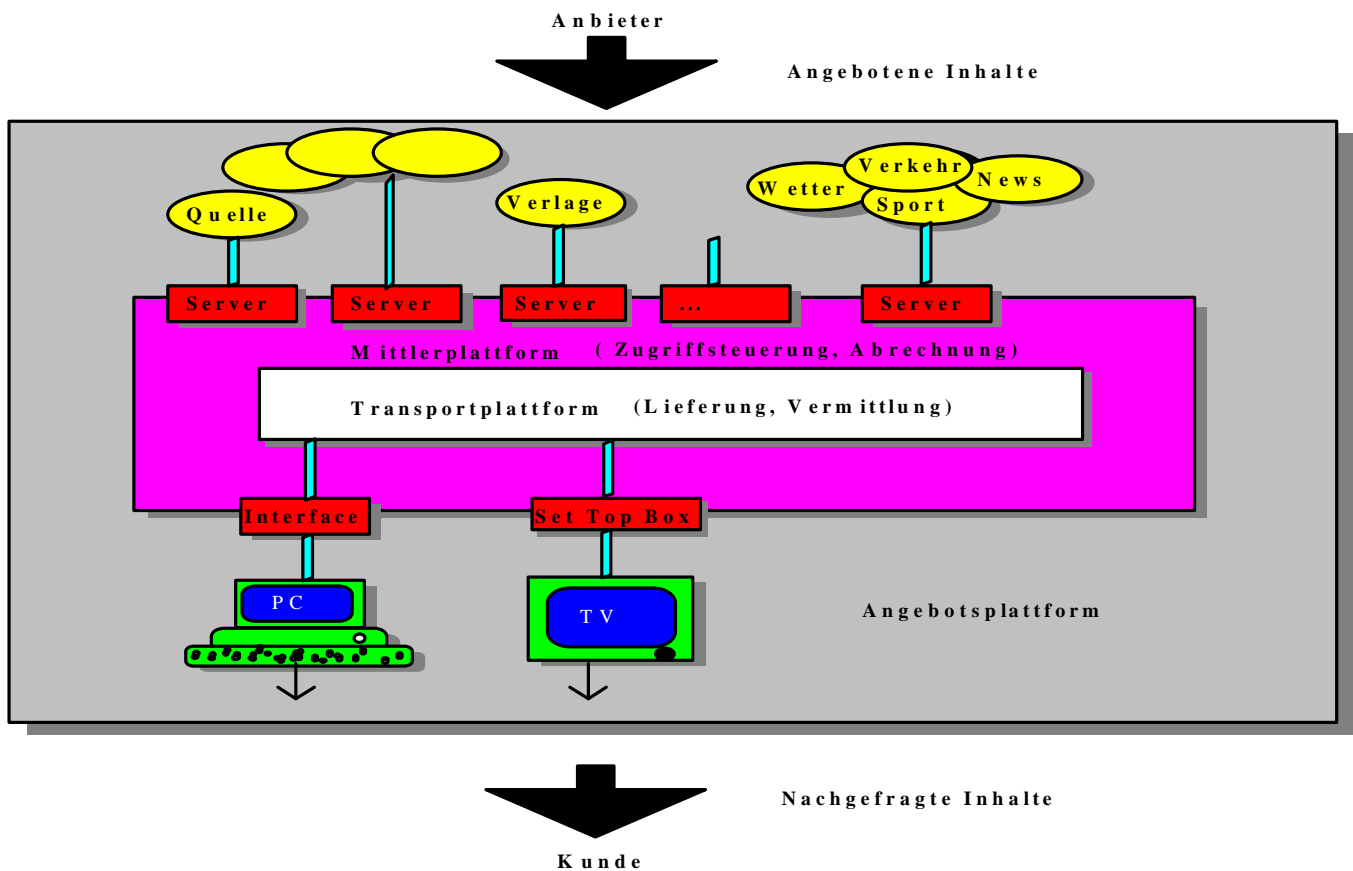 Anbieter
Angebotene Inhalte
Verkehr
Wetter
News
Quelle
Verlage
Sport
Server
Server
Server
...
Server
Mittlerplattform ( Zugriffsteuerung, Abrechnung)
Transportplattform (Lieferung, Vermittlung)
Interface
Set Top Box
PC
TV
Angebotsplattform
Nachgefragte Inhalte
Kunde